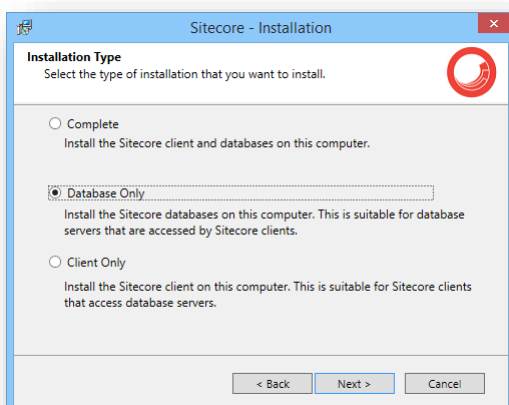 Sitecore - Installation
Installation Type
Select the type of installation that you want to install.
Complete
Install the Sitecore client and databases on this computer.
Database Only
Install the Sitecore databases on this computer. This is suitable for database
servers that are accessed by Sitecore clients.
Client Only
Install the Sitecore client on this computer. This is suitable for Sitecore clients
that access database servers.
< Back Next > Cancel